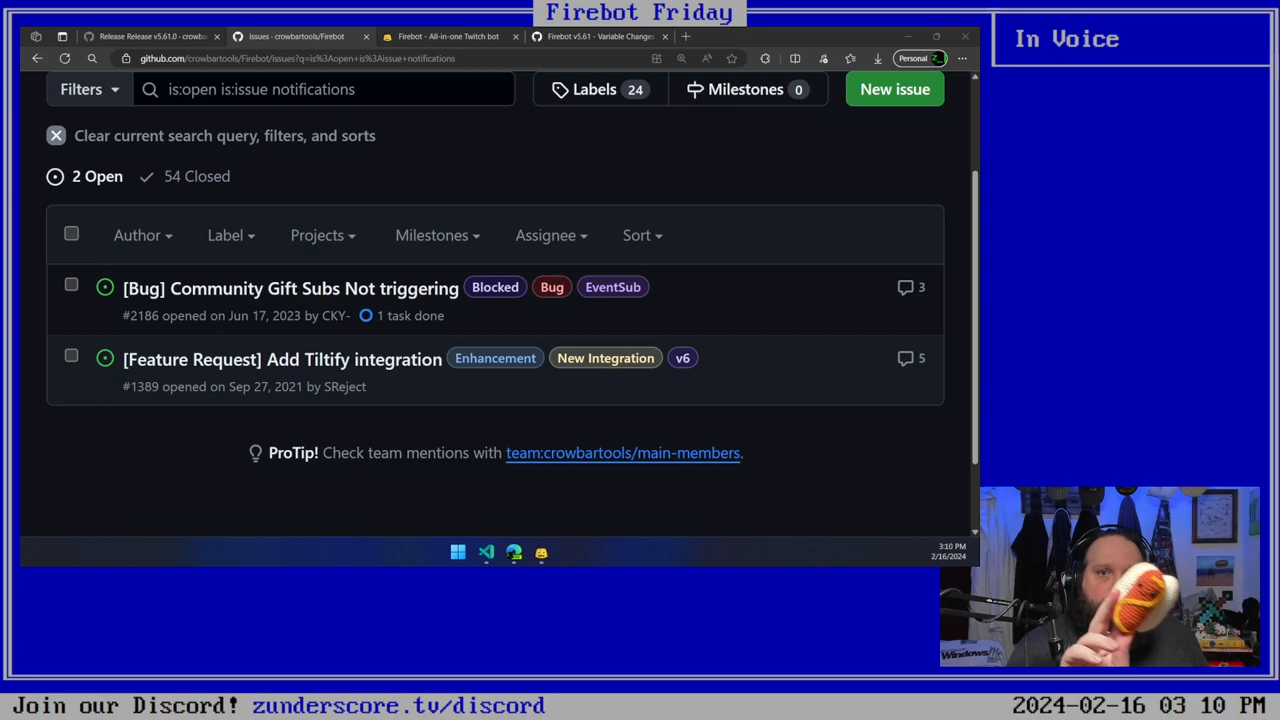 Firebot Friday
Release Release v5.61.0 · crowba
Issues · crowbartools/Firebot
Firebot - All-in-one Twitch bot
Firebot v5.61 - Variable Changes
github.com/crowbartools/Firebot/issues?q=is%3Aopen+is%3Aissue+notifications
Personal
In Voice
Filters
is:open is:issue notifications
Labels 24
Milestones 0
New issue
Clear current search query, filters, and sorts
2 Open
54 Closed
Author
Label
Projects
Milestones
Assignee
Sort
[Bug] Community Gift Subs Not triggering Blocked Bug EventSub 3
#2186 opened on Jun 17, 2023 by CKY- 1 task done
[Feature Request] Add Tiltify integration Enhancement New Integration v6 5
#1389 opened on Sep 27, 2021 by SReject
ProTip! Check team mentions with team:crowbartools/main-members.
3:10 PM
2/16/2024
Windows Me
Join our Discord! zunderscore.tv/discord
2024-02-16 03 10 PM